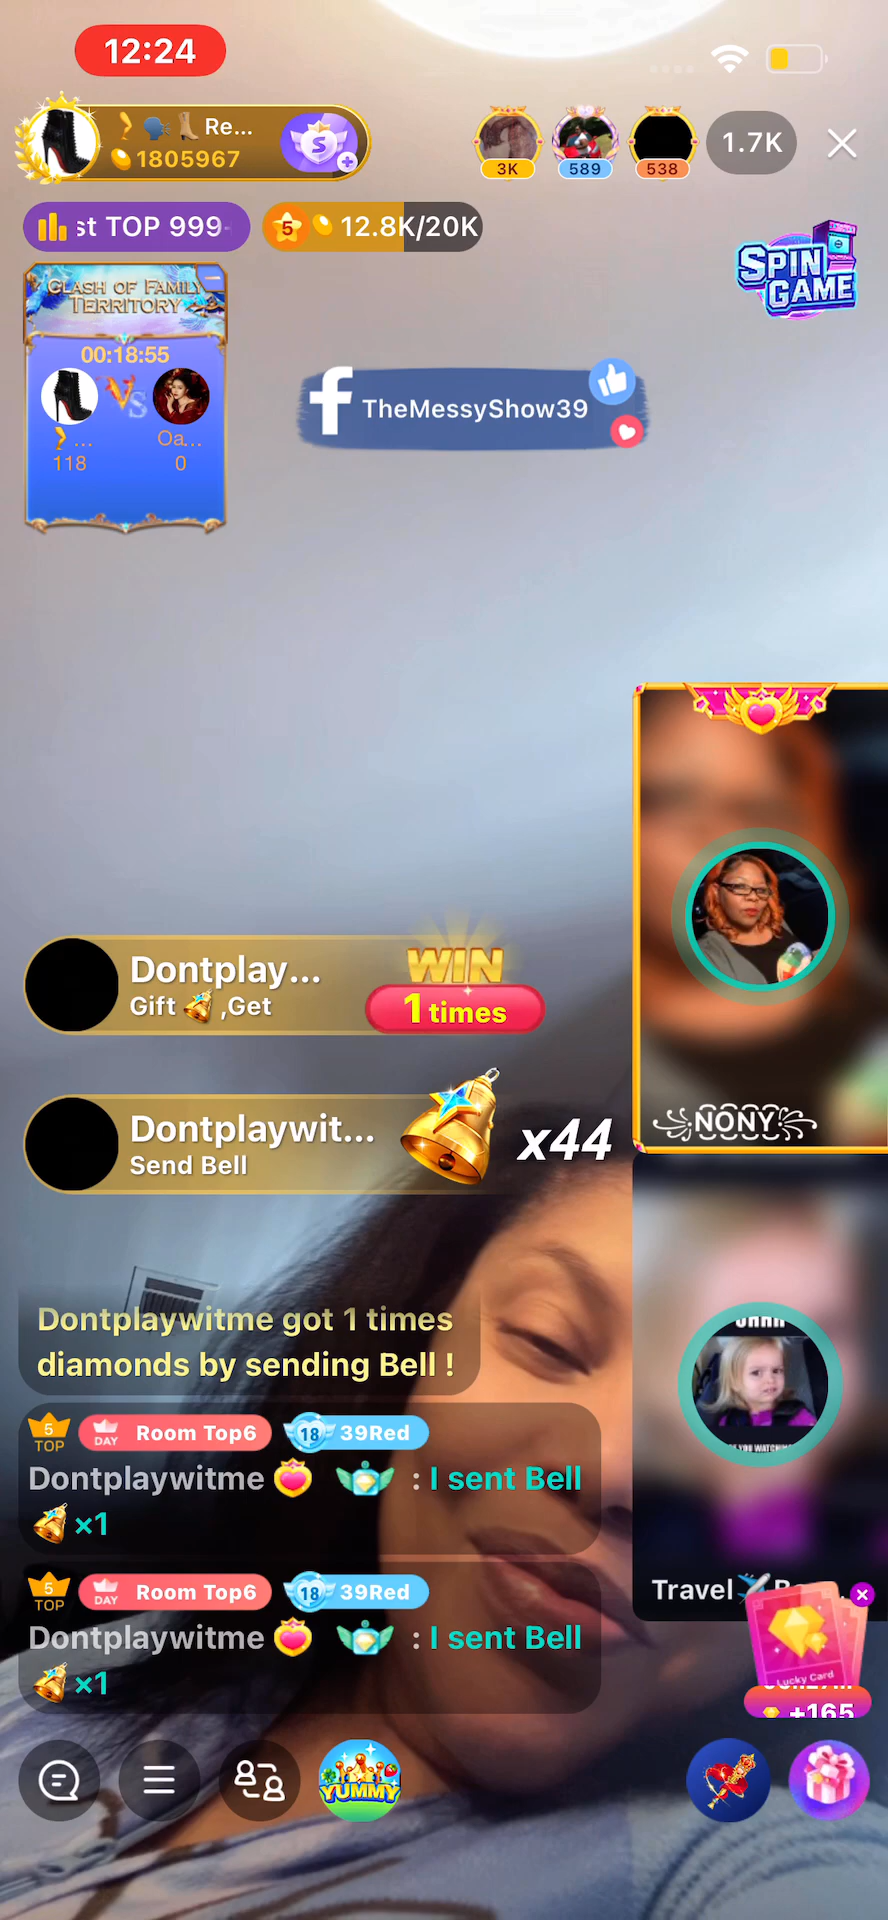 12:24
Re...
1805967
S
3K
589
538
1.7K
st TOP 999
5
12.8K/20K
SPIN
GAME
CLASH OF FAMILY
TERRITORY
00:18:55
VS
...
Oa...
118
0
f TheMessyShow39
Dontplay...
Gift ,Get
WIN
1 times
Dontplaywit...
Send Bell
x44
NONY
Dontplaywitme got 1 times
diamonds by sending Bell !
5
TOP
DAY
Room Top6
18
39Red
Dontplaywitme : I sent Bell
×1
5
TOP
DAY
Room Top6
18
39Red
Dontplaywitme : I sent Bell
×1
Travel
Lucky Card
+165
YUMMY